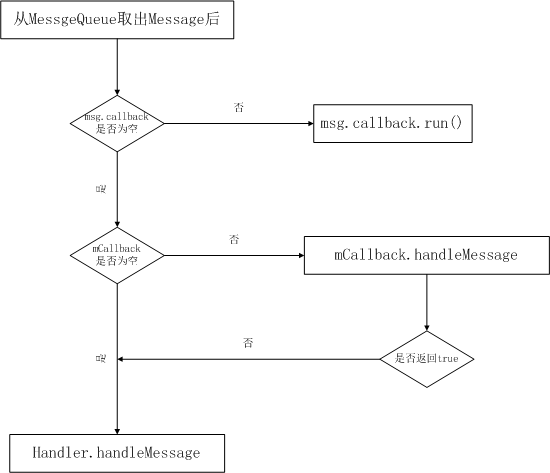 从MessgeQueue取出Message后
msg.callback
是否为空
否
msg.callback.run()
是
mCallback
是否为空
否
mCallback.handleMessage
是否返回true
否
是
Handler.handleMessage